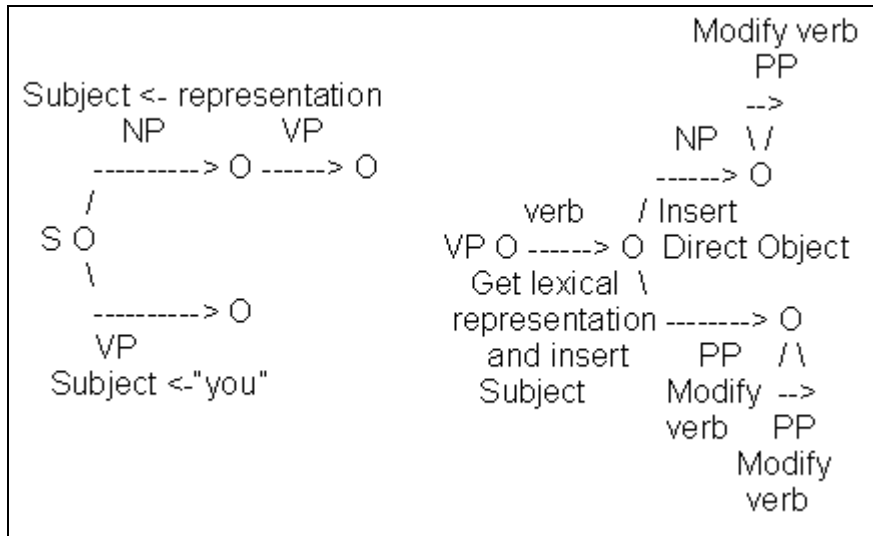 Subject <- representation
NP VP
----------> O ------> O
/
S O
\
----------> O
VP
Subject <-"you"
Modify verb
PP
-->
NP \ /
------> O
verb / Insert
VP O ------> O Direct Object
Get lexical \
representation --------> O
and insert PP / \
Subject Modify -->
verb PP
Modify
verb